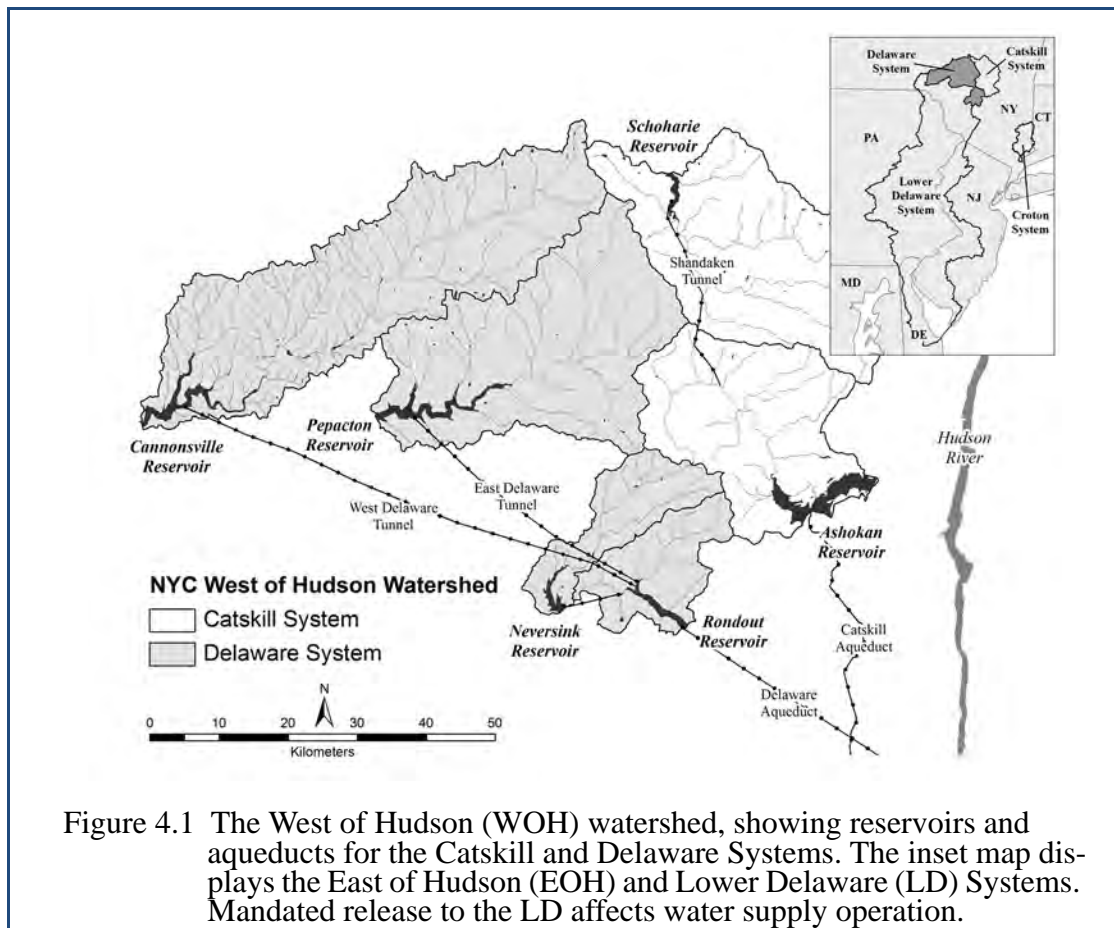 Delaware
System
Catskill
System
NY
CT
PA
Lower
Delaware
System
NJ
Croton
System
MD
DE
Schoharie
Reservoir
Shandaken
Tunnel
Cannonsville
Reservoir
Pepacton
Reservoir
West Delaware
Tunnel
East Delaware
Tunnel
Hudson
River
Ashokan
Reservoir
Neversink
Reservoir
Rondout
Reservoir
Catskill
Aqueduct
Delaware
Aqueduct
NYC West of Hudson Watershed
Catskill System
Delaware System
N
0 10 20 30 40 50
Kilometers
Figure 4.1 The West of Hudson (WOH) watershed, showing reservoirs and
aqueducts for the Catskill and Delaware Systems. The inset map dis-
plays the East of Hudson (EOH) and Lower Delaware (LD) Systems.
Mandated release to the LD affects water supply operation.